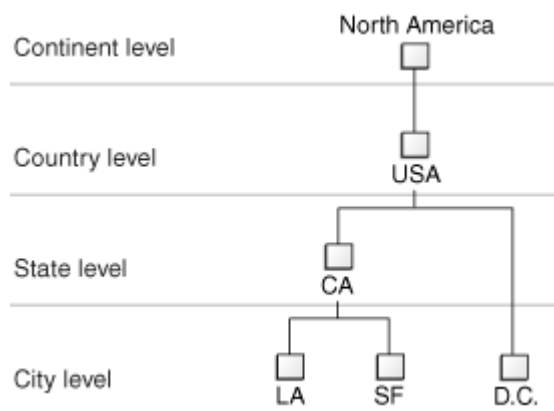 North America
Continent level
Country level
USA
State level
CA
City level
LA
SF
D.C.